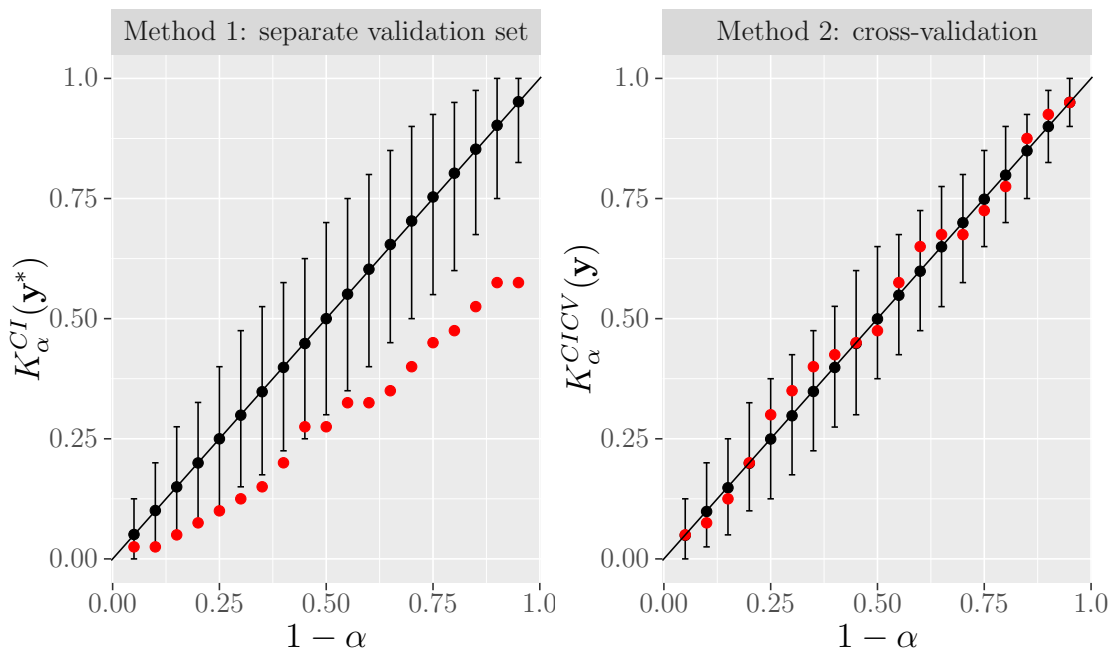 Method 1: separate validation set
Method 2: cross-validation
K_α^{CI}(𝐲*)
1.0
0.75
0.50
0.25
0.00
0.00 0.25 0.50 0.75 1.0
1 − α
K_α^{CICV}(𝐲)
1.0
0.75
0.50
0.25
0.00
0.00 0.25 0.50 0.75 1.0
1 − α